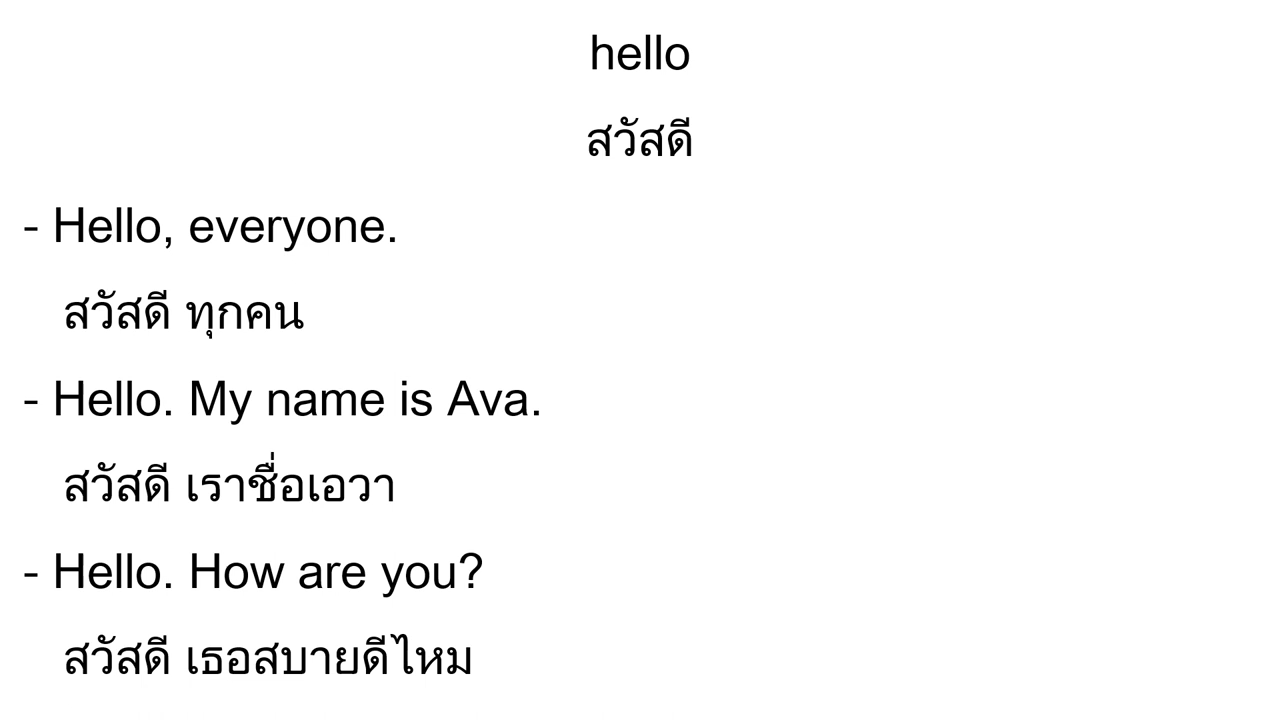 hello
สวัสดี
- Hello, everyone.
สวัสดี ทุกคน
- Hello. My name is Ava.
สวัสดี เราชื่อเอวา
- Hello. How are you?
สวัสดี เธอสบายดีไหม